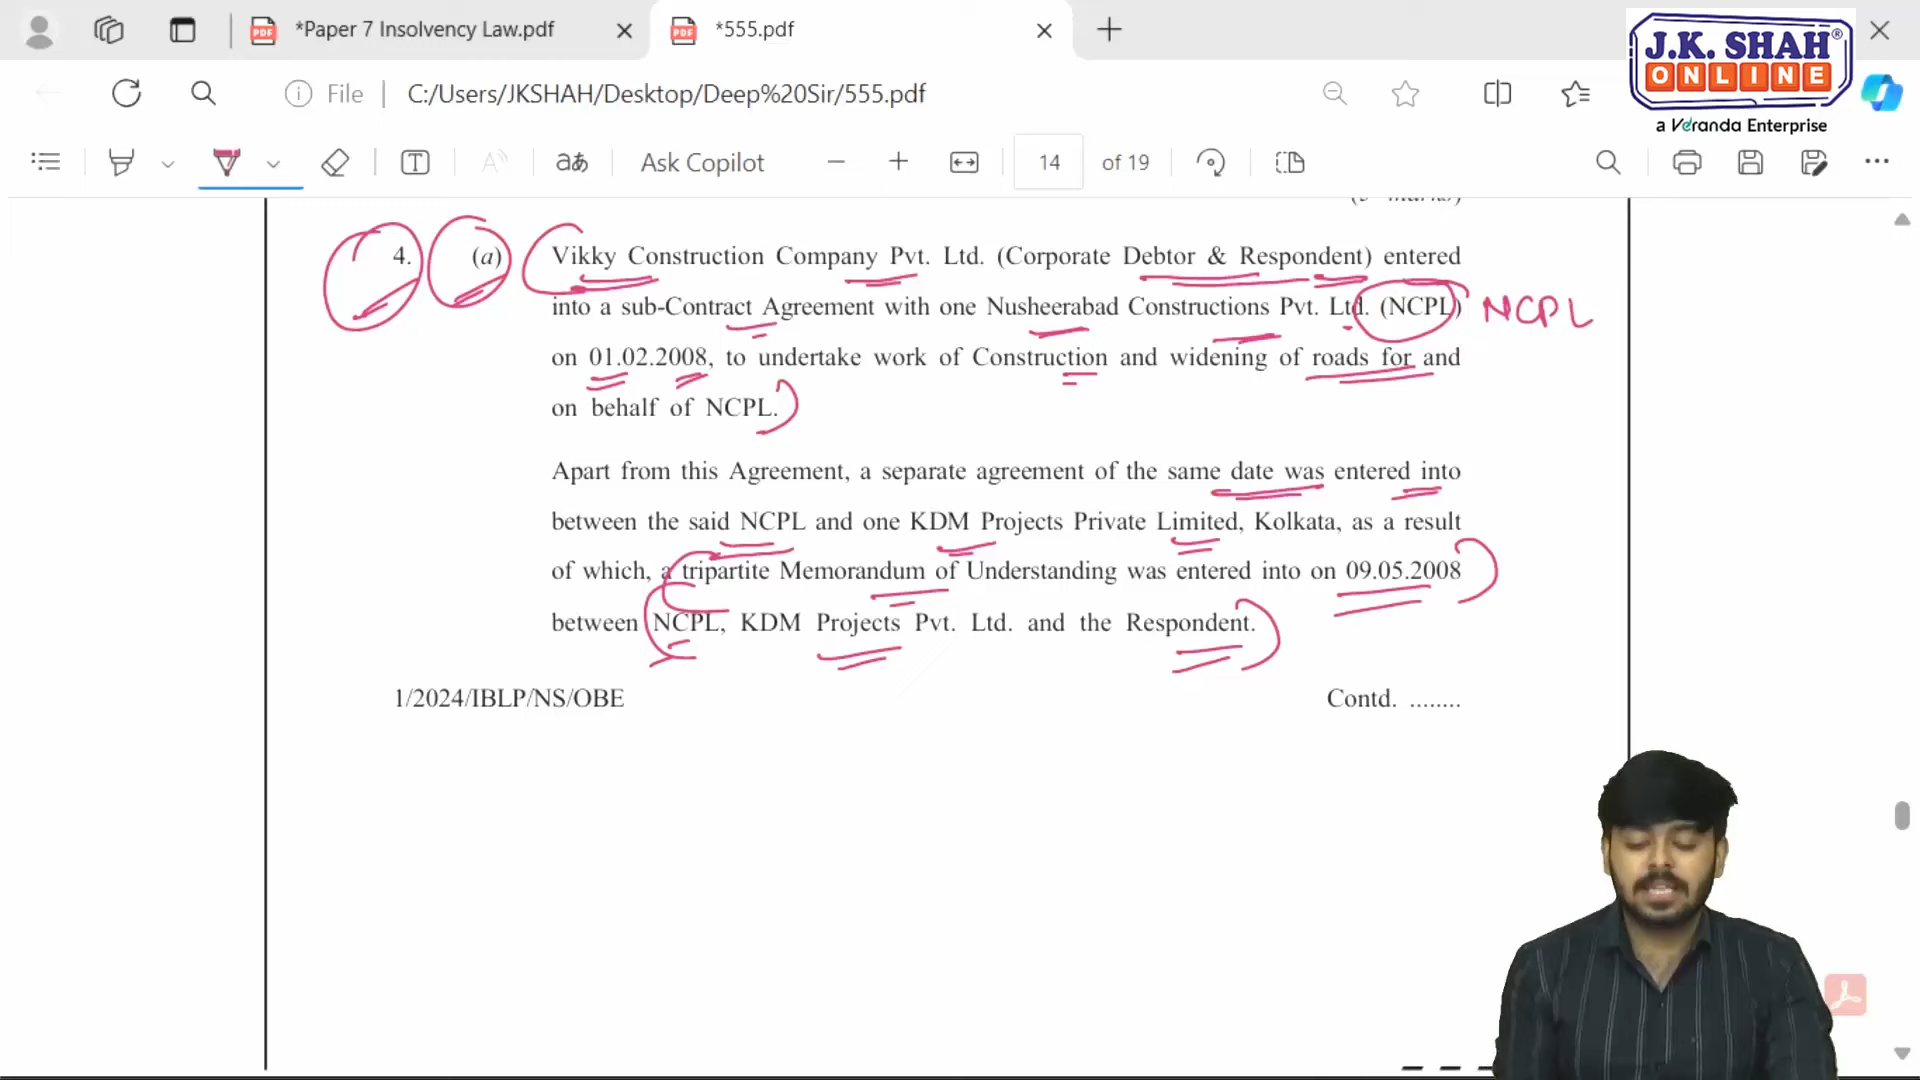 *Paper 7 Insolvency Law.pdf
*555.pdf
J.K. SHAH®
ONLINE
a Veranda Enterprise
File
C:/Users/JKSHAH/Desktop/Deep%20Sir/555.pdf
Ask Copilot
14 of 19
4. (a) Vikky Construction Company Pvt. Ltd. (Corporate Debtor & Respondent) entered
into a sub-Contract Agreement with one Nusheerabad Constructions Pvt. Ltd. (NCPL) NCPL
on 01.02.2008, to undertake work of Construction and widening of roads for and
on behalf of NCPL.
Apart from this Agreement, a separate agreement of the same date was entered into
between the said NCPL and one KDM Projects Private Limited, Kolkata, as a result
of which, a tripartite Memorandum of Understanding was entered into on 09.05.2008
between NCPL, KDM Projects Pvt. Ltd. and the Respondent.
1/2024/IBLP/NS/OBE Contd. ........